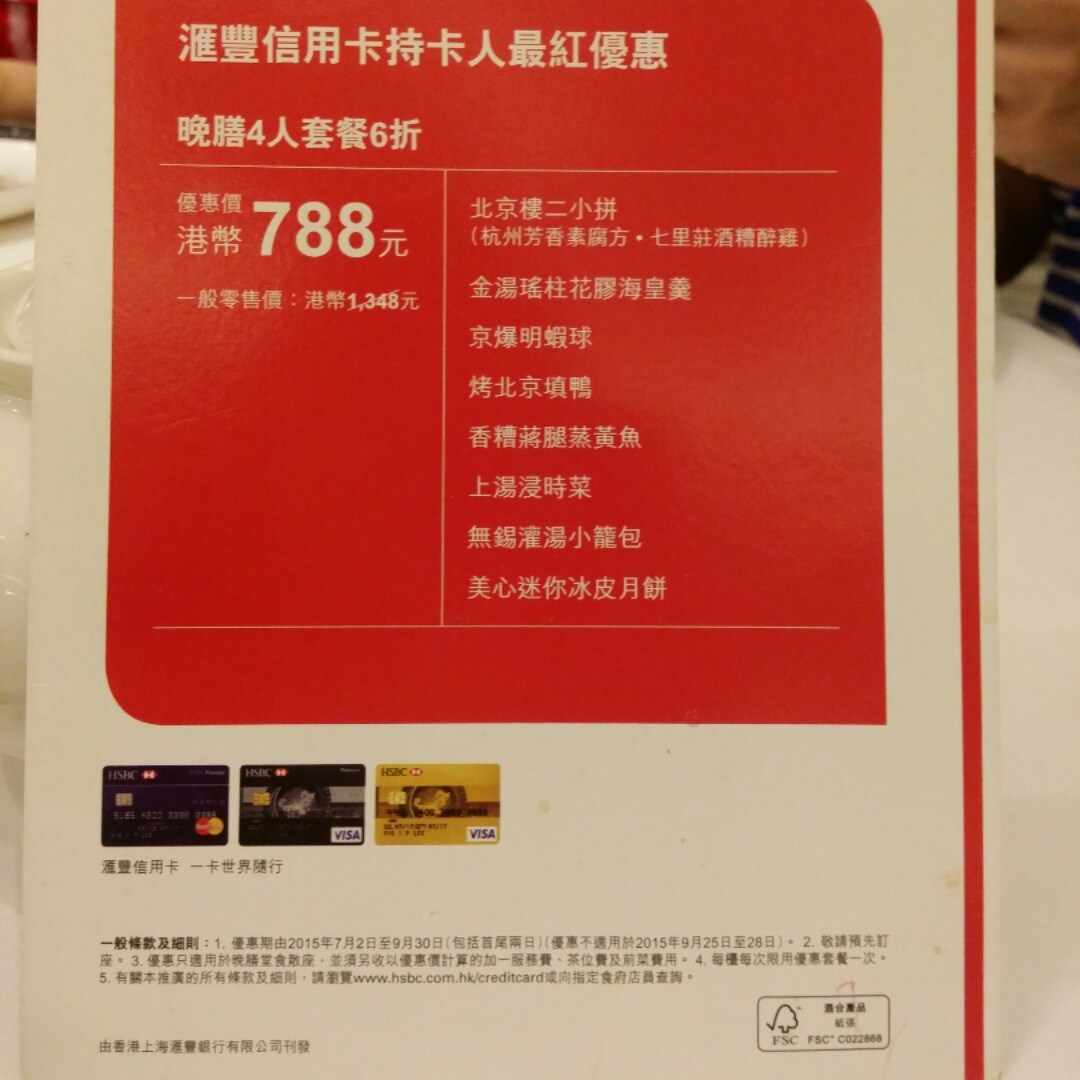 滙豐信用卡持卡人最紅優惠
晚膳4人套餐6折
優惠價
港幣788元
一般零售價：港幣1,348元
北京樓二小拼
（杭州芳香素腐方•七里莊酒糟醉雞）
金湯瑤柱花膠海皇羹
京爆明蝦球
烤北京填鴨
香糟蔣腿蒸黃魚
上湯浸時菜
無錫灌湯小籠包
美心迷你冰皮月餅
HSBC
HSBC
VISA
HSBC
VISA
滙豐信用卡 一卡世界隨行
一般條款及細則：1. 優惠期由2015年7月2日至9月30日（包括首尾兩日）（優惠不適用於2015年9月25日至28日）。 2. 敬請預先訂
座。 3. 優惠只適用於晚膳堂食散座，並須另收以優惠價計算的加一服務費、茶位費及前菜費用。 4. 每檯每次限用優惠套餐一次。
5. 有關本推廣的所有條款及細則，請瀏覽www.hsbc.com.hk/creditcard或向指定食府店員查詢。
混合產品
紙張
FSC FSC™ C022868
由香港上海滙豐銀行有限公司刊發